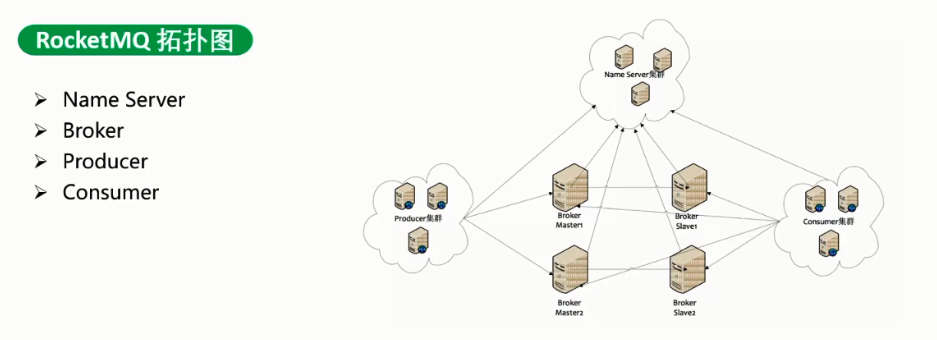 RocketMQ 拓扑图
Name Server
Broker
Producer
Consumer
Name Server集群
Producer集群
Broker
Master1
Broker
Slave1
Consumer集群
Broker
Master2
Broker
Slave2